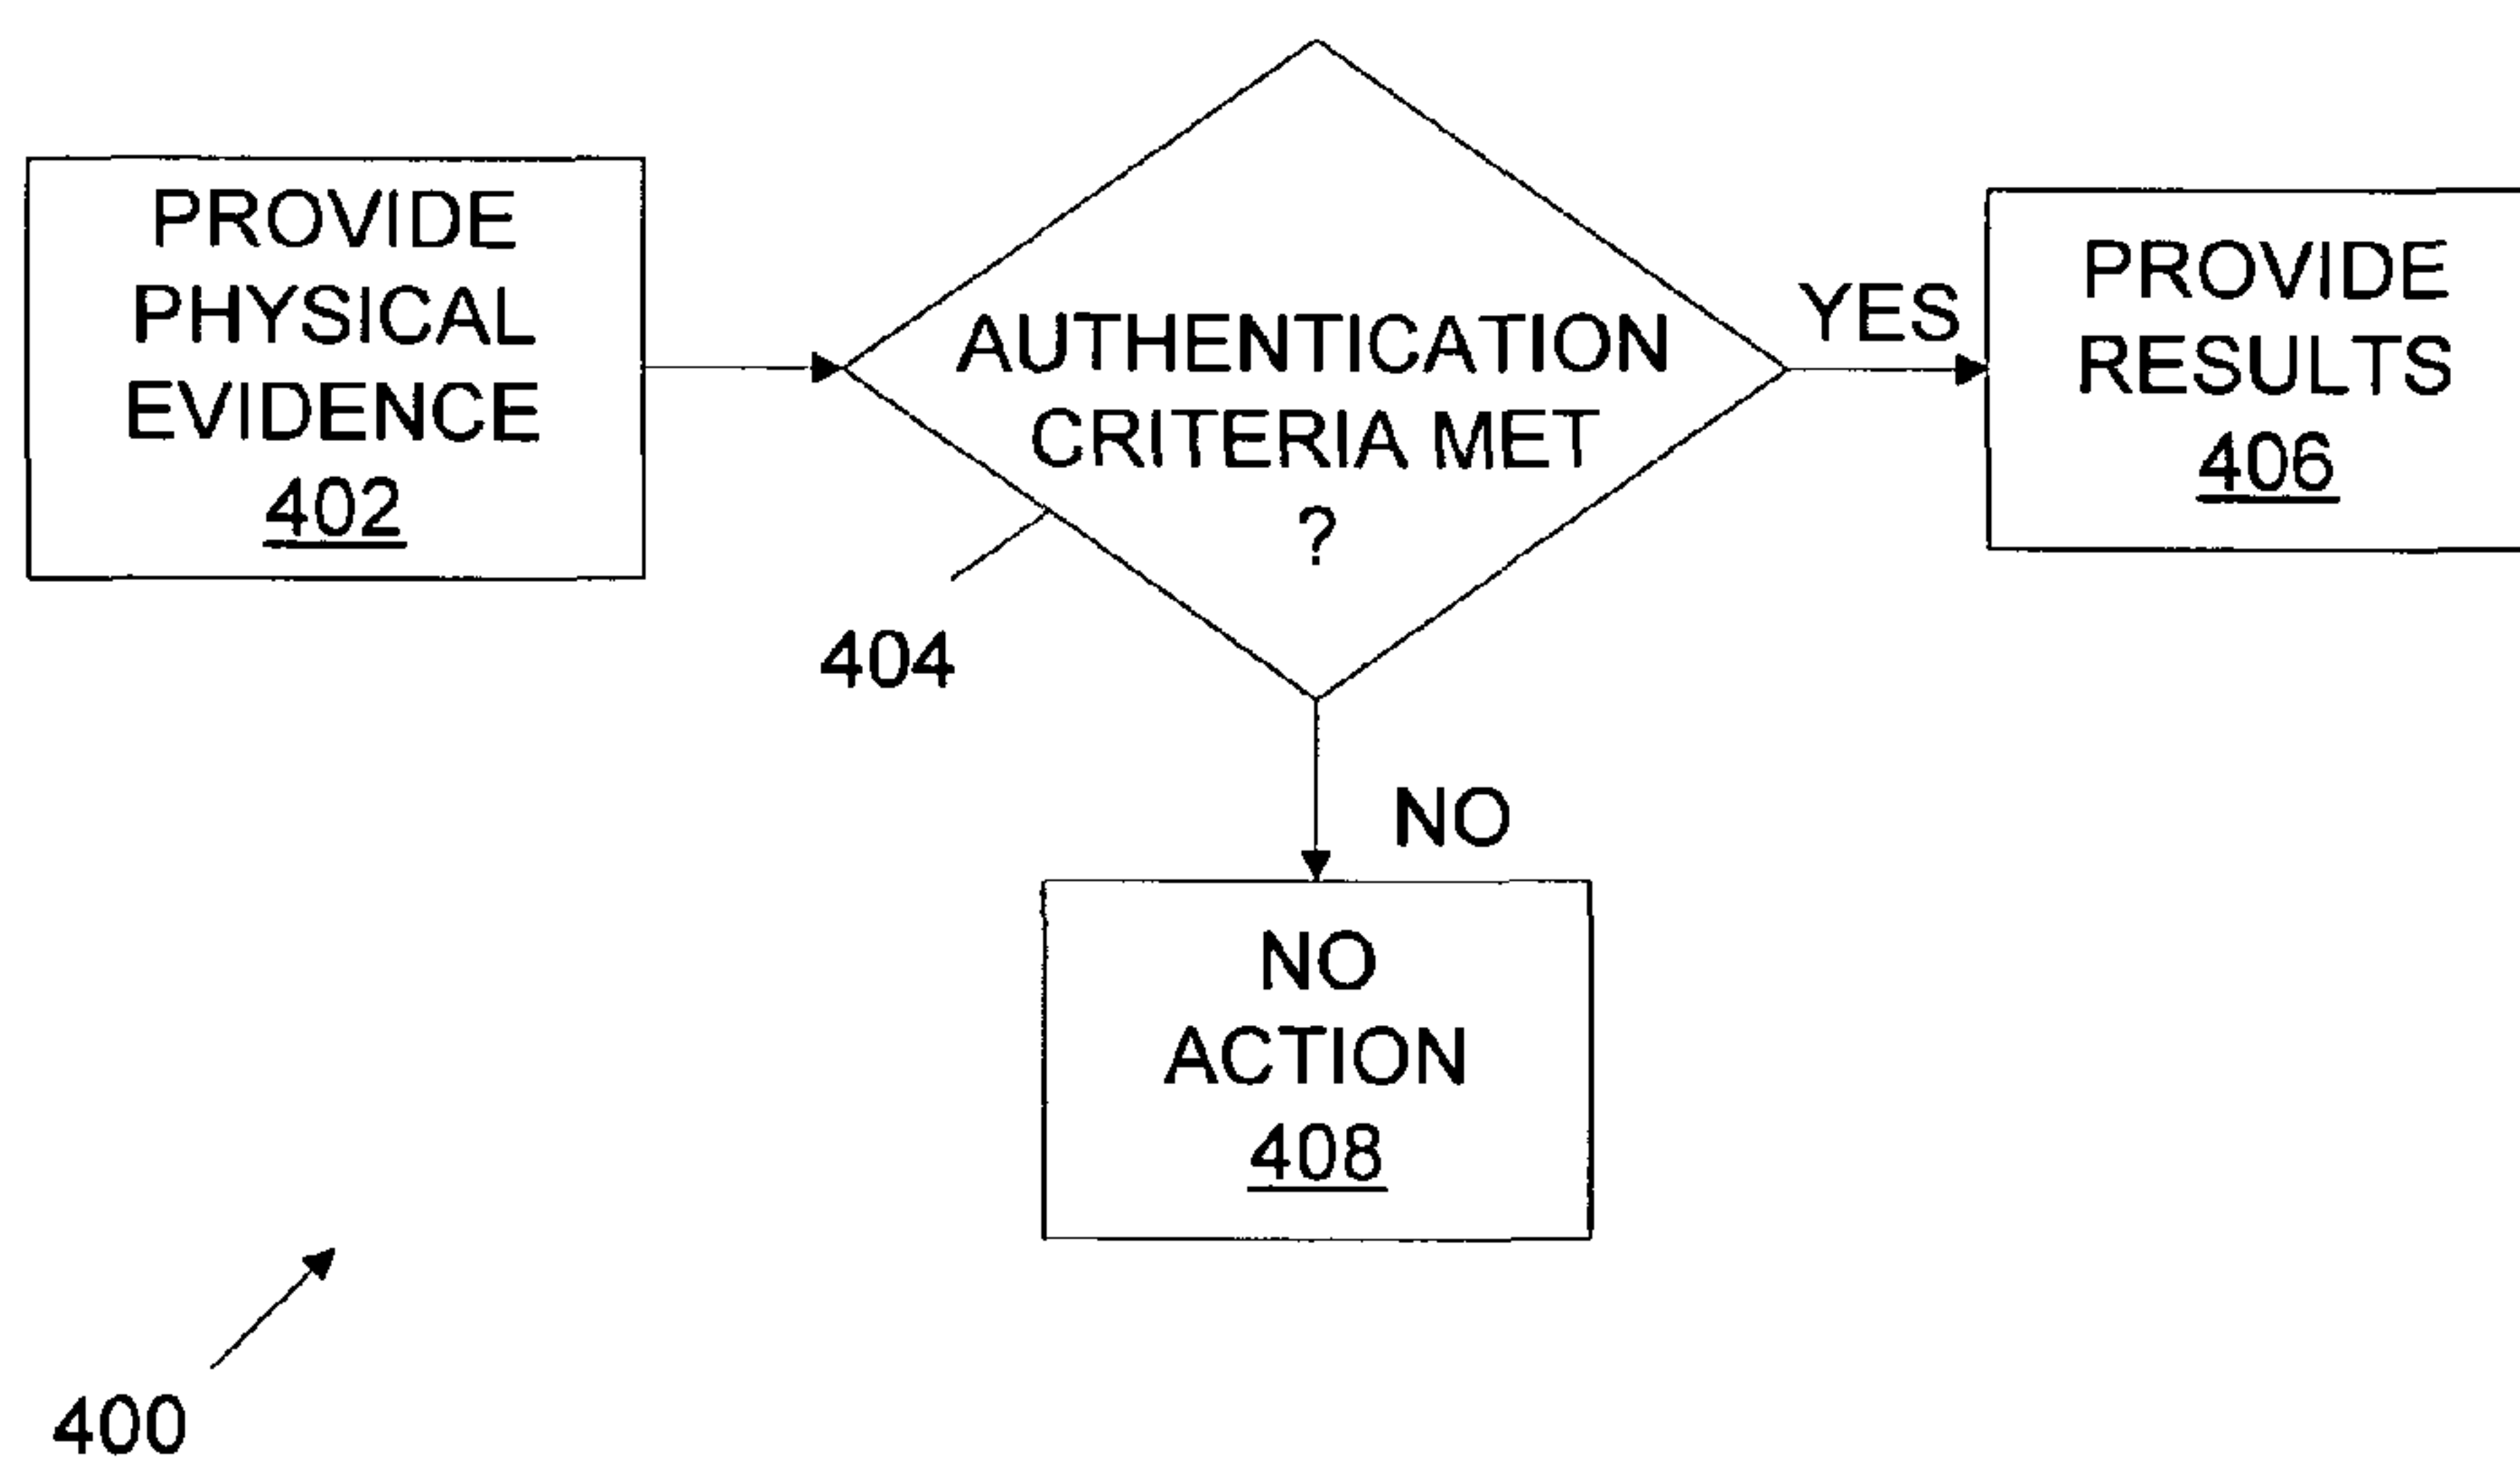 PROVIDE
PHYSICAL
EVIDENCE
402
AUTHENTICATION
CRITERIA MET
?
404
YES
PROVIDE
RESULTS
406
NO
NO
ACTION
408
400